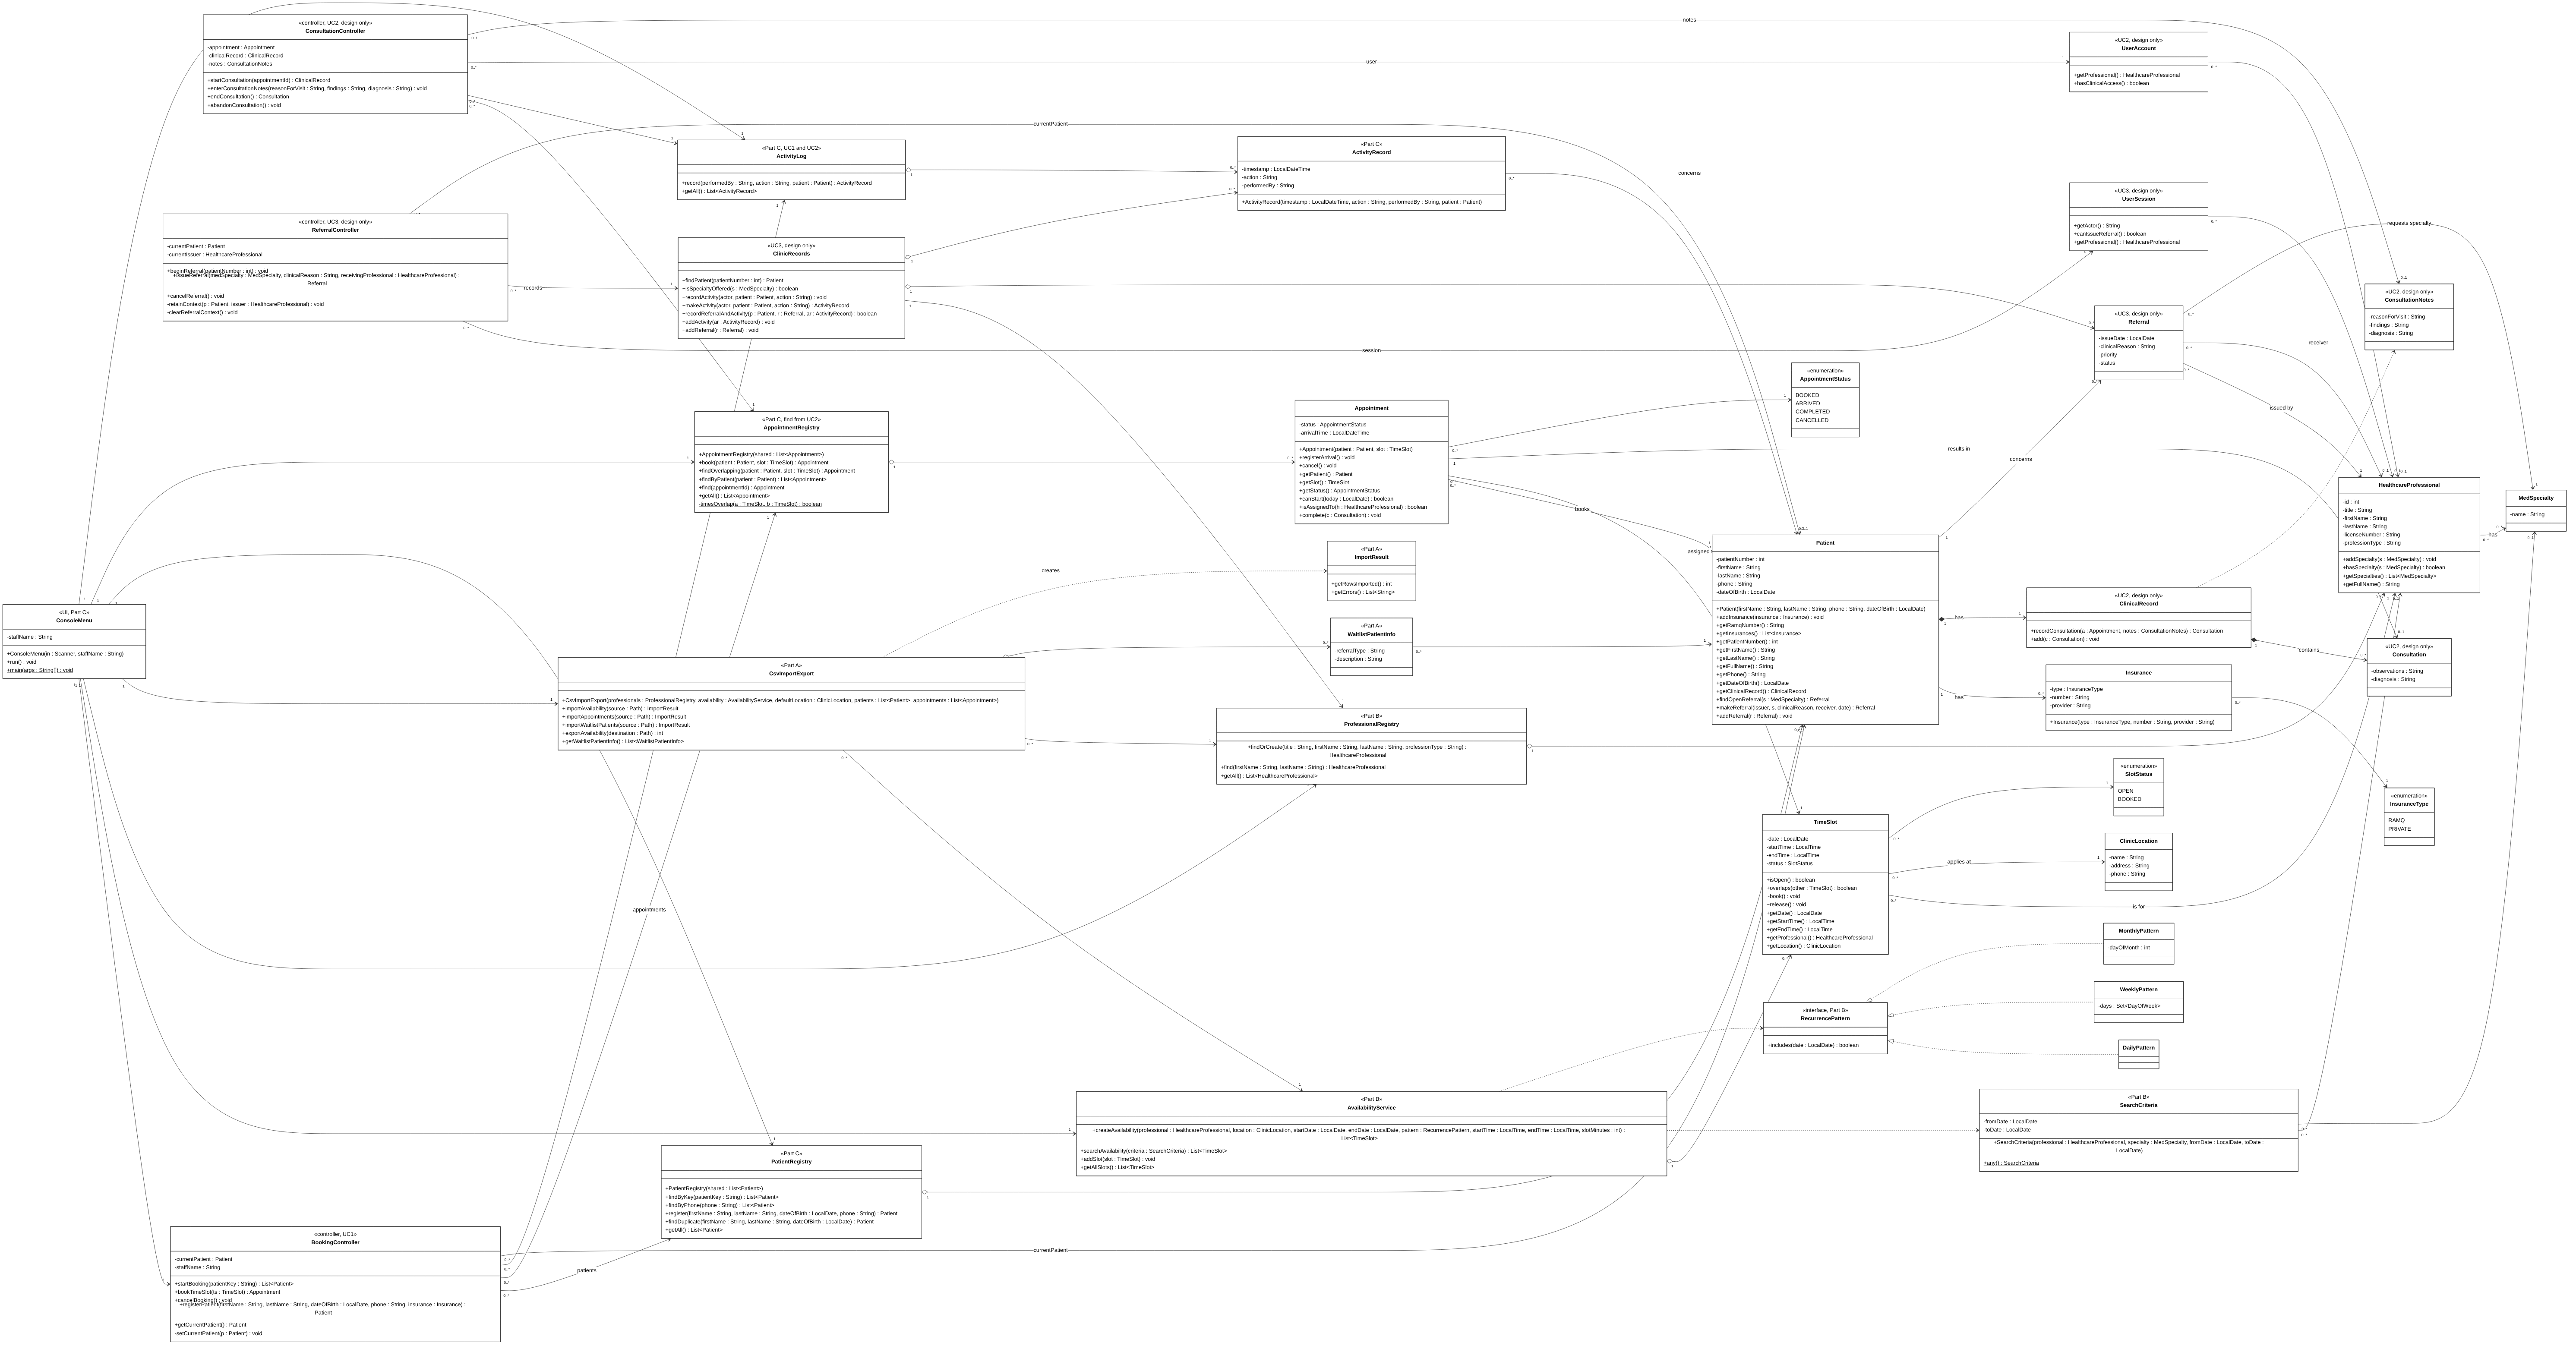 «controller, UC2, design only»
ConsultationController
-appointment : Appointment
-clinicalRecord : ClinicalRecord
-notes : ConsultationNotes
+startConsultation(appointmentId) : ClinicalRecord
+enterConsultationNotes(reasonForVisit : String, findings : String, diagnosis : String) : void
+endConsultation() : Consultation
+abandonConsultation() : void
notes
user
0..1
0..*
1
«UC2, design only»
UserAccount
+getProfessional() : HealthcareProfessional
+hasClinicalAccess() : boolean
0..*
currentPatient
«Part C, UC1 and UC2»
ActivityLog
+record(performedBy : String, action : String, patient : Patient) : ActivityRecord
+getAll() : List<ActivityRecord>
«Part C»
ActivityRecord
-timestamp : LocalDateTime
-action : String
-performedBy : String
+ActivityRecord(timestamp : LocalDateTime, action : String, performedBy : String, patient : Patient)
concerns
«UC3, design only»
UserSession
+getActor() : String
+canIssueReferral() : boolean
+getProfessional() : HealthcareProfessional
requests specialty
«controller, UC3, design only»
ReferralController
-currentPatient : Patient
-currentIssuer : HealthcareProfessional
+beginReferral(patientNumber : int) : void
+issueReferral(medSpecialty : MedSpecialty, clinicalReason : String, receivingProfessional : HealthcareProfessional) :
Referral
+cancelReferral() : void
-retainContext(p : Patient, issuer : HealthcareProfessional) : void
-clearReferralContext() : void
records
session
«UC3, design only»
ClinicRecords
+findPatient(patientNumber : int) : Patient
+isSpecialtyOffered(s : MedSpecialty) : boolean
+recordActivity(actor, patient : Patient, action : String) : void
+makeActivity(actor, patient : Patient, action : String) : ActivityRecord
+recordReferralAndActivity(p : Patient, r : Referral, ar : ActivityRecord) : boolean
+addActivity(ar : ActivityRecord) : void
+addReferral(r : Referral) : void
«UC3, design only»
Referral
-issueDate : LocalDate
-clinicalReason : String
-priority
-status
receiver
issued by
«UC2, design only»
ConsultationNotes
-reasonForVisit : String
-findings : String
-diagnosis : String
«enumeration»
AppointmentStatus
BOOKED
ARRIVED
COMPLETED
CANCELLED
«Part C, find from UC2»
AppointmentRegistry
+AppointmentRegistry(shared : List<Appointment>)
+book(patient : Patient, slot : TimeSlot) : Appointment
+findOverlapping(patient : Patient, slot : TimeSlot) : Appointment
+findByPatient(patient : Patient) : List<Appointment>
+find(appointmentId) : Appointment
+getAll() : List<Appointment>
-timesOverlap(a : TimeSlot, b : TimeSlot) : boolean
Appointment
-status : AppointmentStatus
-arrivalTime : LocalDateTime
+Appointment(patient : Patient, slot : TimeSlot)
+registerArrival() : void
+cancel() : void
+getPatient() : Patient
+getSlot() : TimeSlot
+getStatus() : AppointmentStatus
+canStart(today : LocalDate) : boolean
+isAssignedTo(h : HealthcareProfessional) : boolean
+complete(c : Consultation) : void
results in
concerns
books
assigned
HealthcareProfessional
-id : int
-title : String
-firstName : String
-lastName : String
-licenseNumber : String
-professionType : String
+addSpecialty(s : MedSpecialty) : void
+hasSpecialty(s : MedSpecialty) : boolean
+getSpecialties() : List<MedSpecialty>
+getFullName() : String
has
MedSpecialty
-name : String
«Part A»
ImportResult
+getRowsImported() : int
+getErrors() : List<String>
creates
«Part A»
WaitlistPatientInfo
-referralType : String
-description : String
Patient
-patientNumber : int
-firstName : String
-lastName : String
-phone : String
-dateOfBirth : LocalDate
+Patient(firstName : String, lastName : String, phone : String, dateOfBirth : LocalDate)
+addInsurance(insurance : Insurance) : void
+getRamqNumber() : String
+getInsurances() : List<Insurance>
+getPatientNumber() : int
+getFirstName() : String
+getLastName() : String
+getFullName() : String
+getPhone() : String
+getDateOfBirth() : LocalDate
+getClinicalRecord() : ClinicalRecord
+findOpenReferral(s : MedSpecialty) : Referral
+makeReferral(issuer, s, clinicalReason, receiver, date) : Referral
+addReferral(r : Referral) : void
has
has
«UC2, design only»
ClinicalRecord
+recordConsultation(a : Appointment, notes : ConsultationNotes) : Consultation
+add(c : Consultation) : void
contains
«UC2, design only»
Consultation
-observations : String
-diagnosis : String
Insurance
-type : InsuranceType
-number : String
-provider : String
+Insurance(type : InsuranceType, number : String, provider : String)
«UI, Part C»
ConsoleMenu
-staffName : String
+ConsoleMenu(in : Scanner, staffName : String)
+run() : void
+main(args : String[]) : void
«Part A»
CsvImportExport
+CsvImportExport(professionals : ProfessionalRegistry, availability : AvailabilityService, defaultLocation : ClinicLocation, patients : List<Patient>, appointments : List<Appointment>)
+importAvailability(source : Path) : ImportResult
+importAppointments(source : Path) : ImportResult
+importWaitlistPatients(source : Path) : ImportResult
+exportAvailability(destination : Path) : int
+getWaitlistPatientInfo() : List<WaitlistPatientInfo>
«Part B»
ProfessionalRegistry
+findOrCreate(title : String, firstName : String, lastName : String, professionType : String) :
HealthcareProfessional
+find(firstName : String, lastName : String) : HealthcareProfessional
+getAll() : List<HealthcareProfessional>
«enumeration»
SlotStatus
OPEN
BOOKED
«enumeration»
InsuranceType
RAMQ
PRIVATE
TimeSlot
-date : LocalDate
-startTime : LocalTime
-endTime : LocalTime
-status : SlotStatus
+isOpen() : boolean
+overlaps(other : TimeSlot) : boolean
~book() : void
~release() : void
+getDate() : LocalDate
+getStartTime() : LocalTime
+getEndTime() : LocalTime
+getProfessional() : HealthcareProfessional
+getLocation() : ClinicLocation
applies at
is for
ClinicLocation
-name : String
-address : String
-phone : String
appointments
MonthlyPattern
-dayOfMonth : int
WeeklyPattern
-days : Set<DayOfWeek>
DailyPattern
«interface, Part B»
RecurrencePattern
+includes(date : LocalDate) : boolean
«Part B»
AvailabilityService
+createAvailability(professional : HealthcareProfessional, location : ClinicLocation, startDate : LocalDate, endDate : LocalDate, pattern : RecurrencePattern, startTime : LocalTime, endTime : LocalTime, slotMinutes : int) :
List<TimeSlot>
+searchAvailability(criteria : SearchCriteria) : List<TimeSlot>
+addSlot(slot : TimeSlot) : void
+getAllSlots() : List<TimeSlot>
«Part B»
SearchCriteria
-fromDate : LocalDate
-toDate : LocalDate
+SearchCriteria(professional : HealthcareProfessional, specialty : MedSpecialty, fromDate : LocalDate, toDate :
LocalDate)
+any() : SearchCriteria
«Part C»
PatientRegistry
+PatientRegistry(shared : List<Patient>)
+findByKey(patientKey : String) : List<Patient>
+findByPhone(phone : String) : List<Patient>
+register(firstName : String, lastName : String, dateOfBirth : LocalDate, phone : String) : Patient
+findDuplicate(firstName : String, lastName : String, dateOfBirth : LocalDate) : Patient
+getAll() : List<Patient>
«controller, UC1»
BookingController
-currentPatient : Patient
-staffName : String
+startBooking(patientKey : String) : List<Patient>
+bookTimeSlot(ts : TimeSlot) : Appointment
+cancelBooking() : void
+registerPatient(firstName : String, lastName : String, dateOfBirth : LocalDate, phone : String, insurance : Insurance) :
Patient
+getCurrentPatient() : Patient
-setCurrentPatient(p : Patient) : void
currentPatient
patients